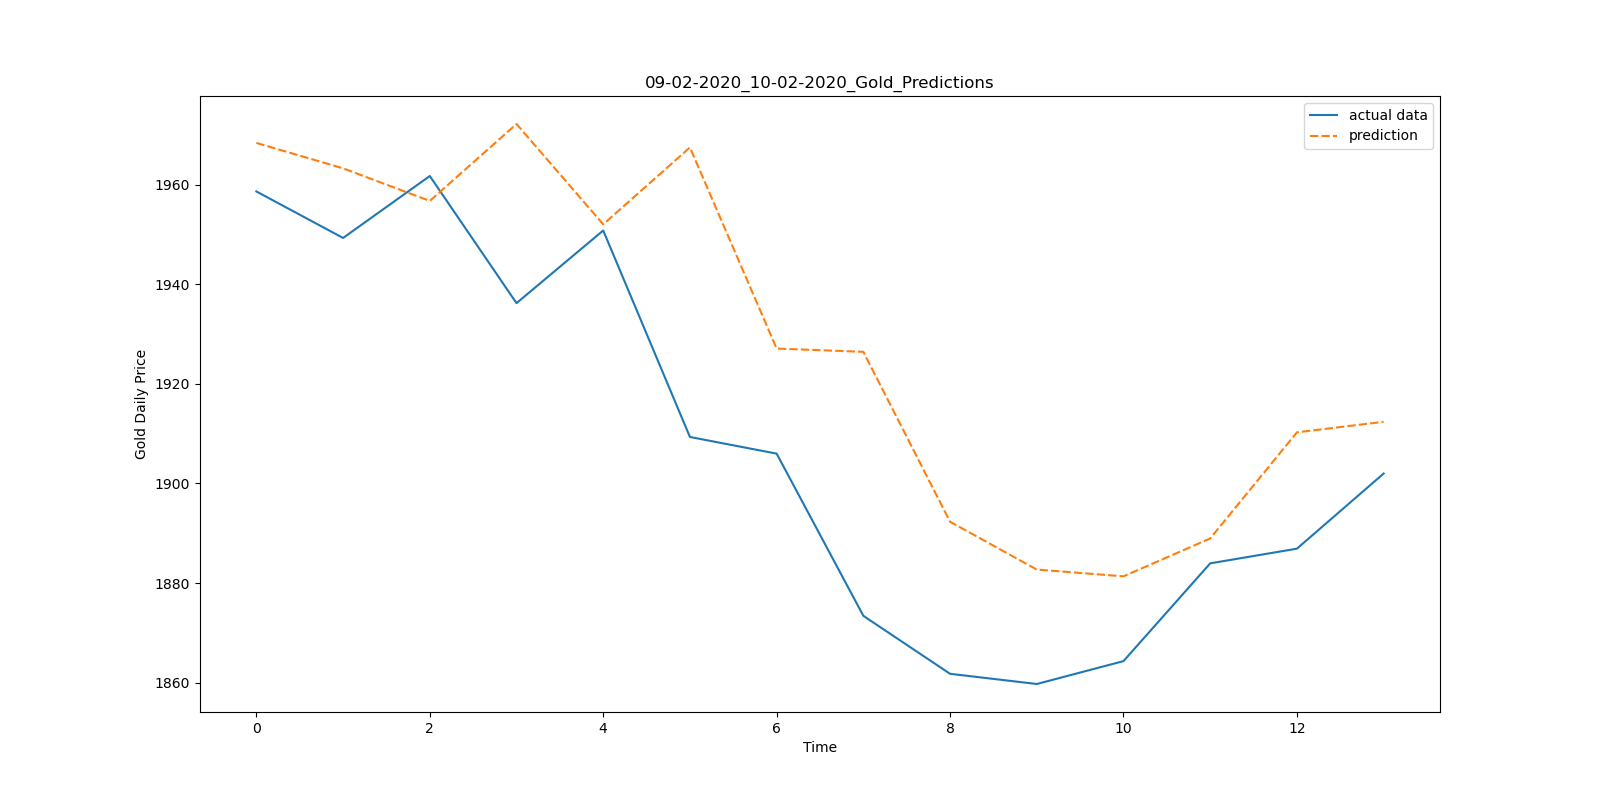 09-02-2020_10-02-2020_Gold_Predictions
actual data
prediction
Gold Daily Price
1960
1940
1920
1900
1880
1860
0 2 4 6 8 10 12
Time